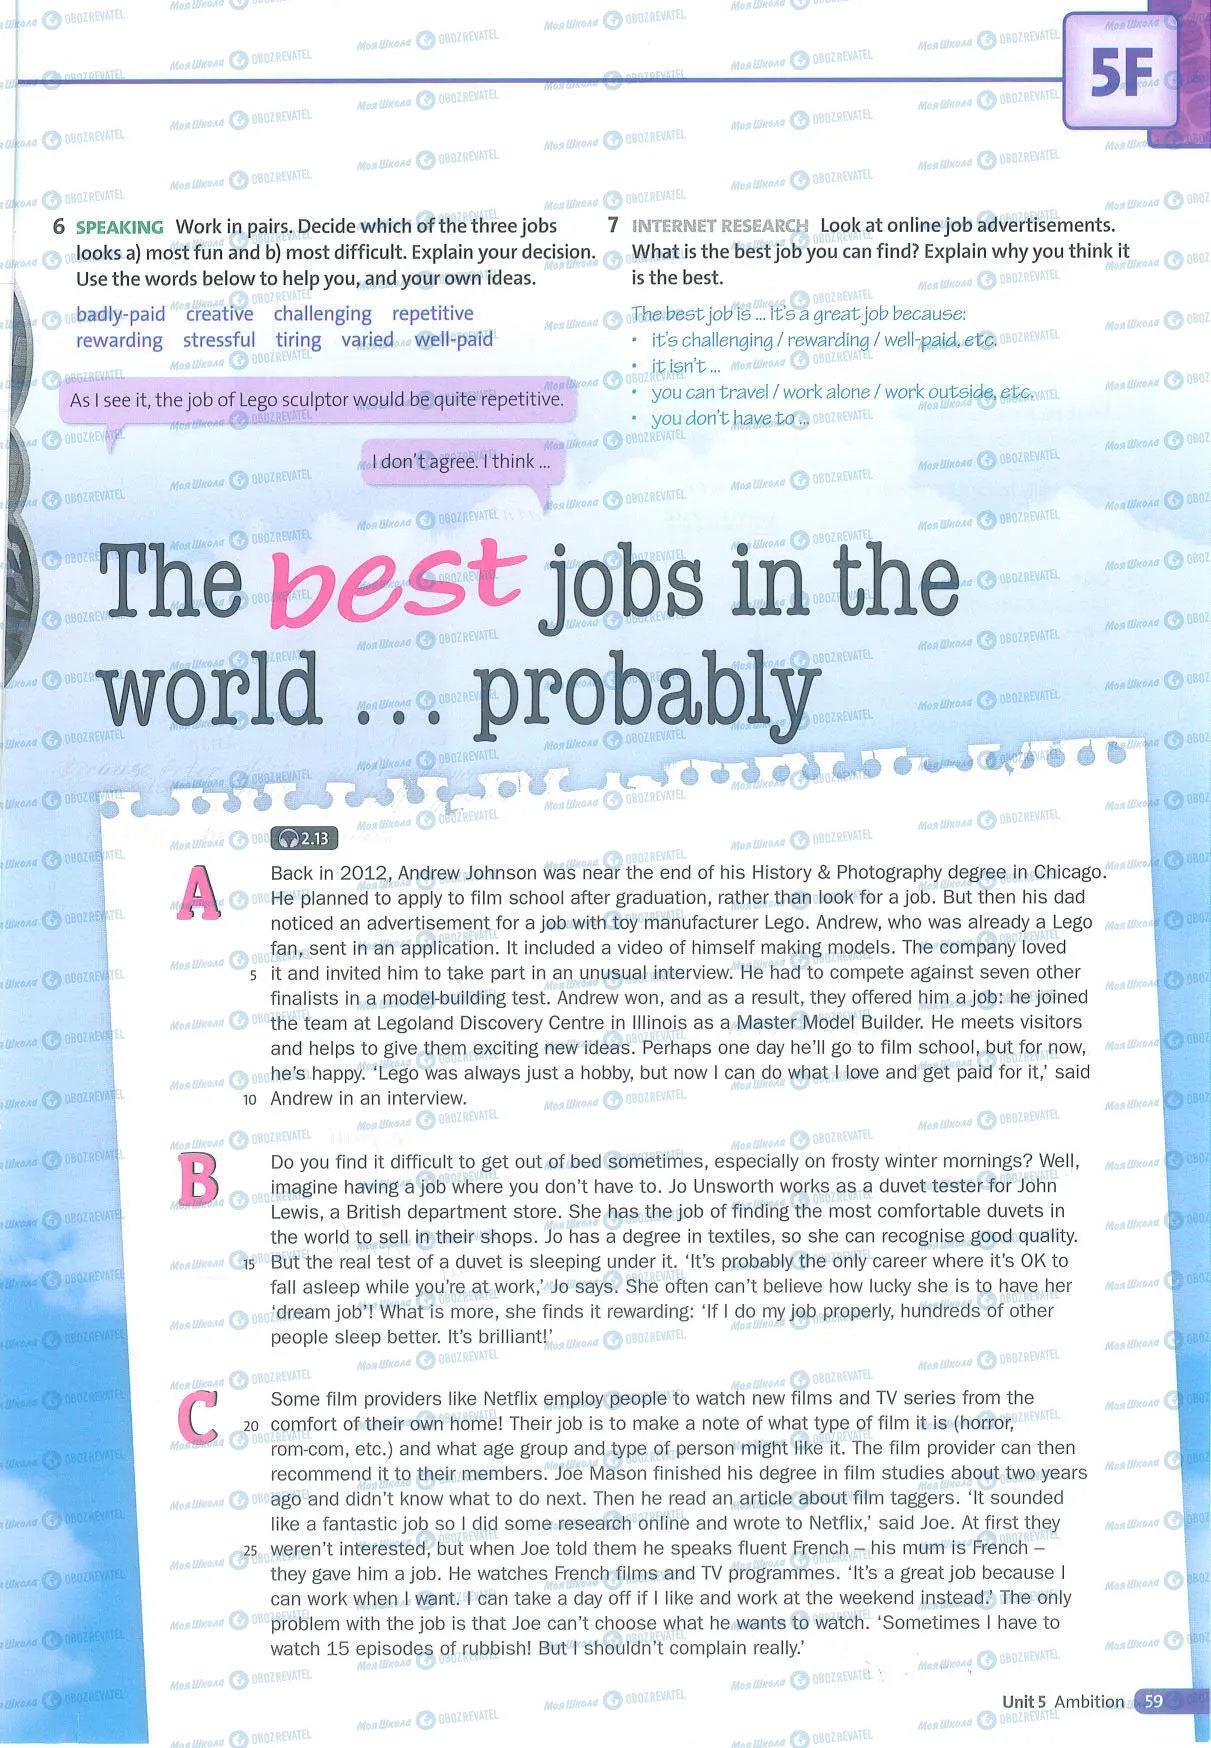 5F
6 SPEAKING Work in pairs. Decide which of the three jobs
looks a) most fun and b) most difficult. Explain your decision.
Use the words below to help you, and your own ideas.
badly-paid creative challenging repetitive
rewarding stressful tiring varied well-paid
As I see it, the job of Lego sculptor would be quite repetitive.
I don't agree. I think ...
7 INTERNET RESEARCH Look at online job advertisements.
What is the best job you can find? Explain why you think it
is the best.
The best job is ... It's a great job because:
• it's challenging / rewarding / well-paid, etc.
• it isn't ...
• you can travel / work alone / work outside, etc.
• you don't have to ...
The best jobs in the
world ... probably
2.13
A
Back in 2012, Andrew Johnson was near the end of his History & Photography degree in Chicago.
He planned to apply to film school after graduation, rather than look for a job. But then his dad
noticed an advertisement for a job with toy manufacturer Lego. Andrew, who was already a Lego
fan, sent in an application. It included a video of himself making models. The company loved
5 it and invited him to take part in an unusual interview. He had to compete against seven other
finalists in a model-building test. Andrew won, and as a result, they offered him a job: he joined
the team at Legoland Discovery Centre in Illinois as a Master Model Builder. He meets visitors
and helps to give them exciting new ideas. Perhaps one day he'll go to film school, but for now,
he's happy. 'Lego was always just a hobby, but now I can do what I love and get paid for it,' said
10 Andrew in an interview.
B
Do you find it difficult to get out of bed sometimes, especially on frosty winter mornings? Well,
imagine having a job where you don't have to. Jo Unsworth works as a duvet tester for John
Lewis, a British department store. She has the job of finding the most comfortable duvets in
the world to sell in their shops. Jo has a degree in textiles, so she can recognise good quality.
15 But the real test of a duvet is sleeping under it. 'It's probably the only career where it's OK to
fall asleep while you're at work,' Jo says. She often can't believe how lucky she is to have her
'dream job'! What is more, she finds it rewarding: 'If I do my job properly, hundreds of other
people sleep better. It's brilliant!'
C
Some film providers like Netflix employ people to watch new films and TV series from the
20 comfort of their own home! Their job is to make a note of what type of film it is (horror,
rom-com, etc.) and what age group and type of person might like it. The film provider can then
recommend it to their members. Joe Mason finished his degree in film studies about two years
ago and didn't know what to do next. Then he read an article about film taggers. 'It sounded
like a fantastic job so I did some research online and wrote to Netflix,' said Joe. At first they
25 weren't interested, but when Joe told them he speaks fluent French – his mum is French –
they gave him a job. He watches French films and TV programmes. 'It's a great job because I
can work when I want. I can take a day off if I like and work at the weekend instead.' The only
problem with the job is that Joe can't choose what he wants to watch. 'Sometimes I have to
watch 15 episodes of rubbish! But I shouldn't complain really.'
Unit 5 Ambition 59
Моя Школа OBOZREVATEL